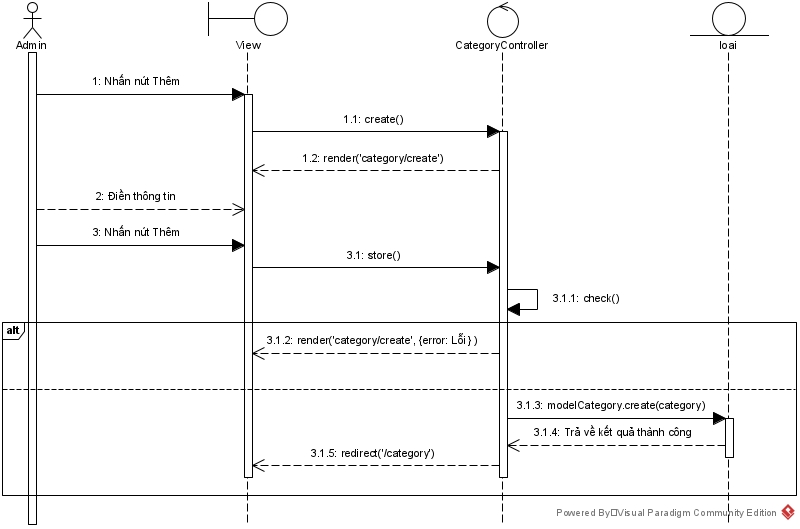 Admin
View
CategoryController
loai
1: Nhấn nút Thêm
1.1: create()
1.2: render('category/create')
2: Điền thông tin
3: Nhấn nút Thêm
3.1: store()
3.1.1: check()
alt
3.1.2: render('category/create', {error: Lỗi } )
3.1.3: modelCategory.create(category)
3.1.4: Trả về kết quả thành công
3.1.5: redirect('/category')
Powered By□Visual Paradigm Community Edition